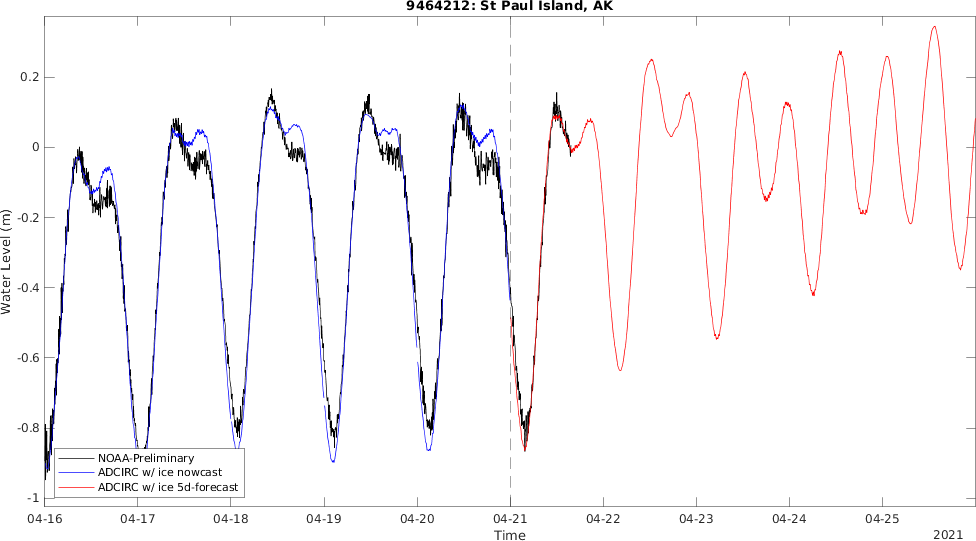 9464212: St Paul Island, AK
Water Level (m)
0.2
0
-0.2
-0.4
-0.6
-0.8
-1
NOAA-Preliminary
ADCIRC w/ ice nowcast
ADCIRC w/ ice 5d-forecast
04-16 04-17 04-18 04-19 04-20 04-21 04-22 04-23 04-24 04-25
Time
2021